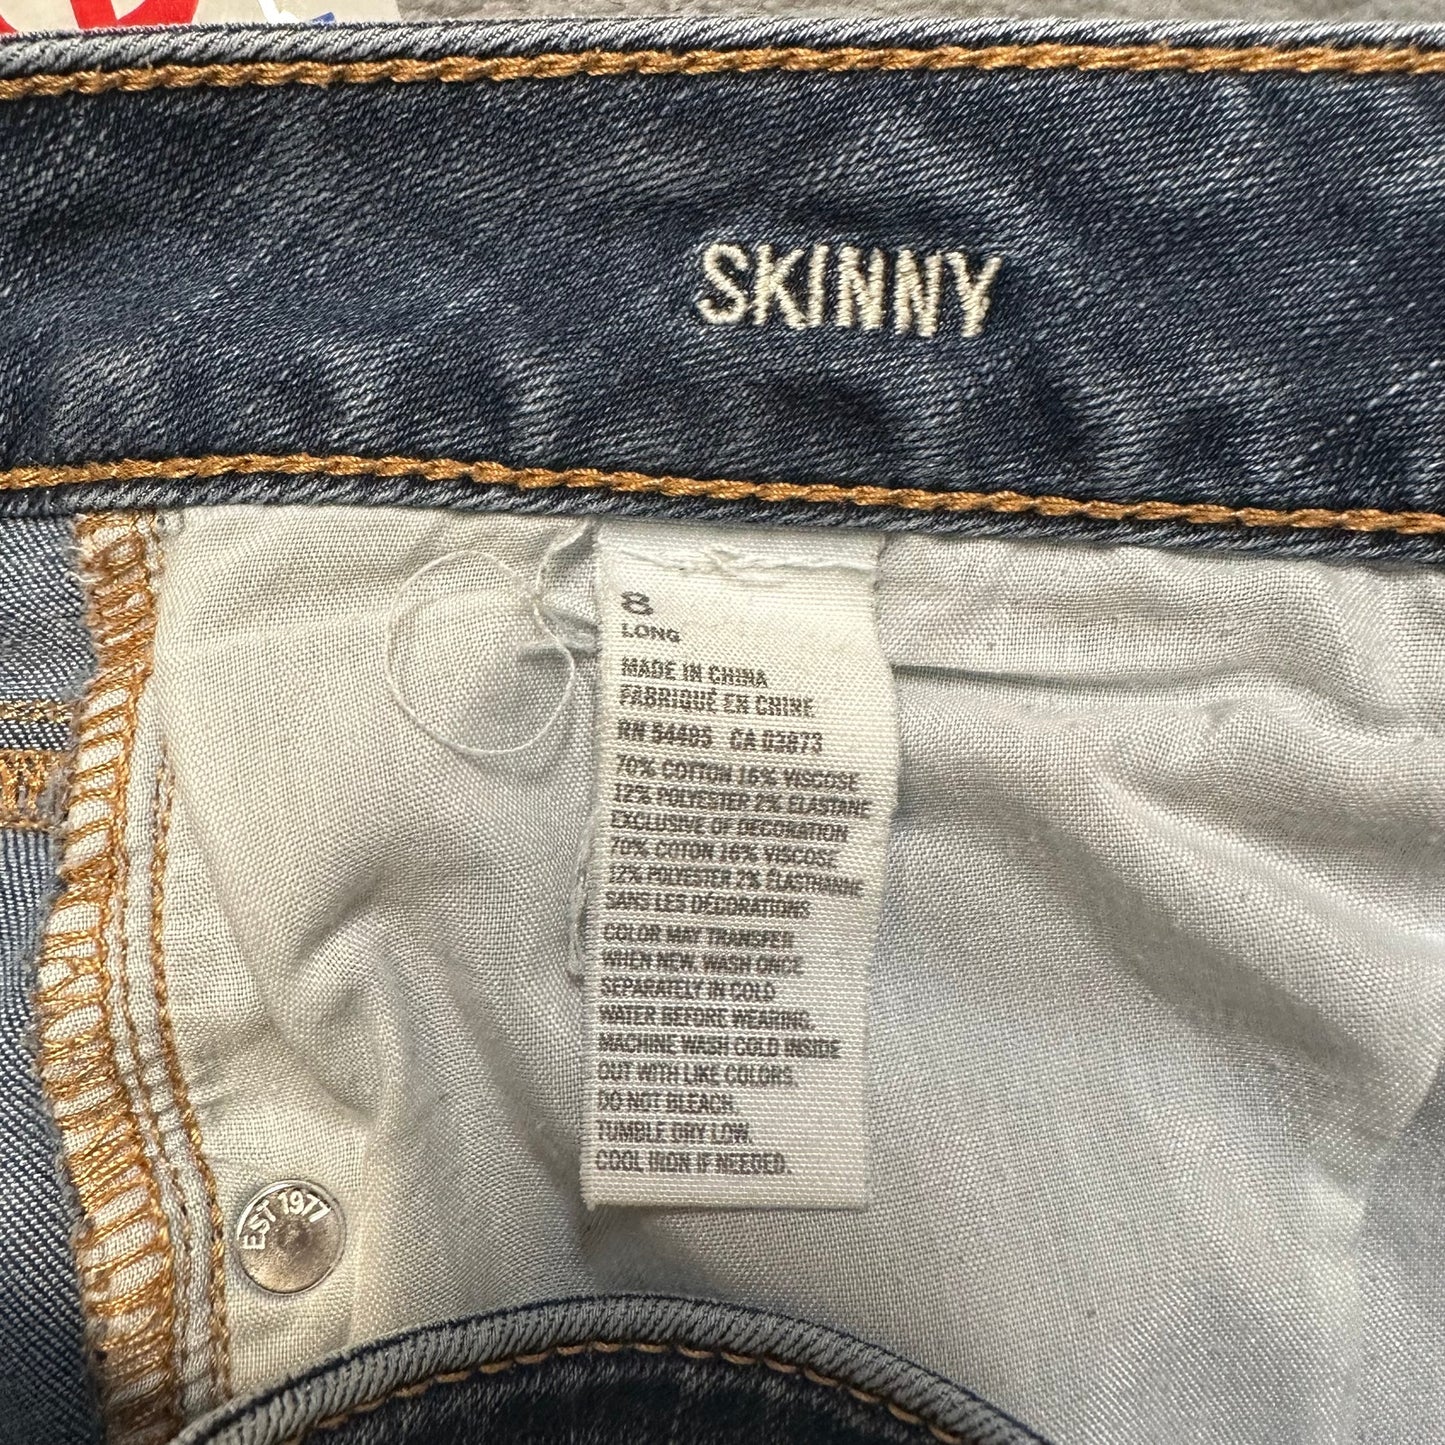 SKINNY
8
LONG
MADE IN CHINA
FABRIQUÉ EN CHINE
RN 54485 CA 03873
70% COTTON 16% VISCOSE
12% POLYESTER 2% ELASTANE
EXCLUSIVE OF DECORATION
70% COTON 16% VISCOSE
12% POLYESTER 2% ÉLASTHANNE
SANS LES DÉCORATIONS
COLOR MAY TRANSFER
WHEN NEW. WASH ONCE
SEPARATELY IN COLD
WATER BEFORE WEARING.
MACHINE WASH COLD INSIDE
OUT WITH LIKE COLORS.
DO NOT BLEACH.
TUMBLE DRY LOW.
COOL IRON IF NEEDED.
EST 1977